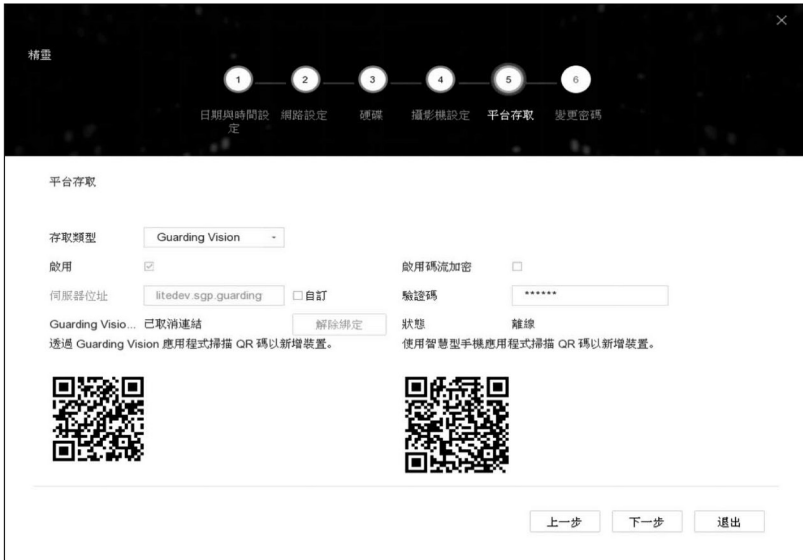 精靈
1 2 3 4 5 6
日期與時間設定 網路設定 硬碟 攝影機設定 平台存取 變更密碼
平台存取
存取類型 Guarding Vision
啟用 啟用碼流加密
伺服器位址 litedev.sgp.guarding 自訂 驗證碼 ******
Guarding Visio... 已取消連結 解除綁定 狀態 離線
透過 Guarding Vision 應用程式掃描 QR 碼以新增裝置。 使用智慧型手機應用程式掃描 QR 碼以新增裝置。
上一步 下一步 退出